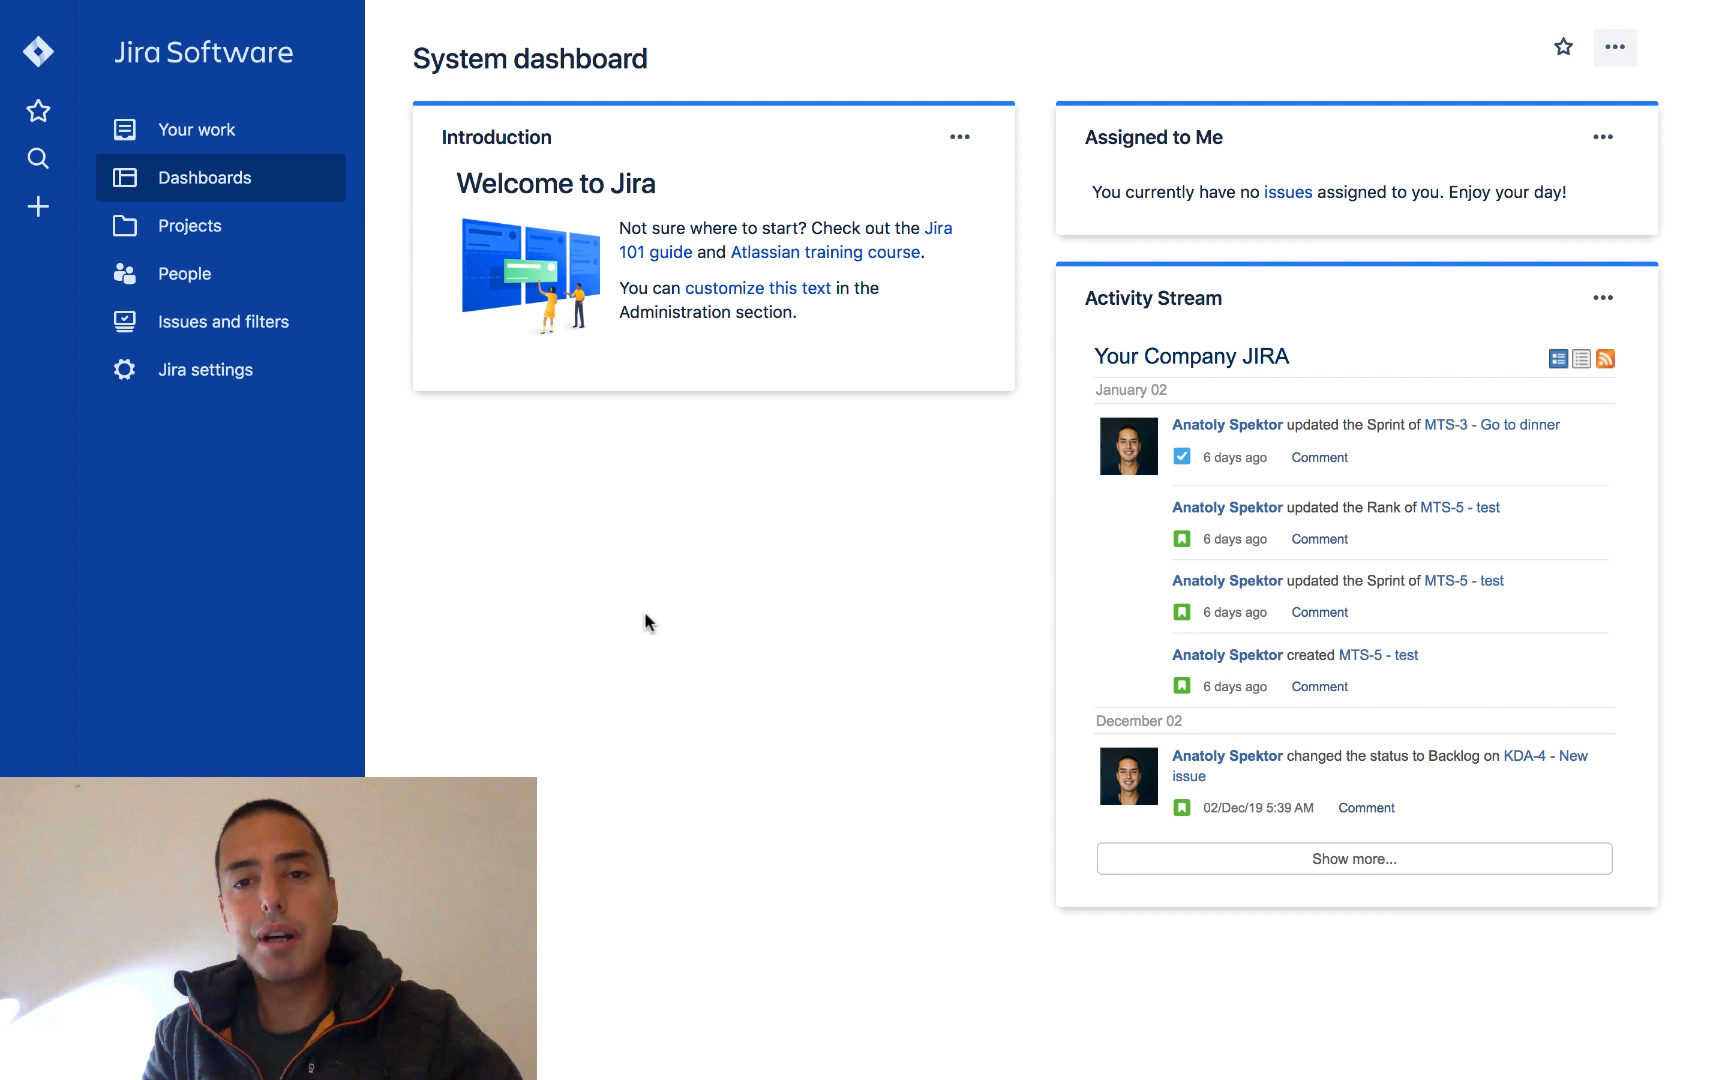 Jira Software
Your work
Dashboards
Projects
People
Issues and filters
Jira settings
System dashboard
Introduction
Welcome to Jira
Not sure where to start? Check out the Jira
101 guide and Atlassian training course.
You can customize this text in the
Administration section.
Assigned to Me
You currently have no issues assigned to you. Enjoy your day!
Activity Stream
Your Company JIRA
January 02
Anatoly Spektor updated the Sprint of MTS-3 - Go to dinner
6 days ago Comment
Anatoly Spektor updated the Rank of MTS-5 - test
6 days ago Comment
Anatoly Spektor updated the Sprint of MTS-5 - test
6 days ago Comment
Anatoly Spektor created MTS-5 - test
6 days ago Comment
December 02
Anatoly Spektor changed the status to Backlog on KDA-4 - New
issue
02/Dec/19 5:39 AM Comment
Show more...